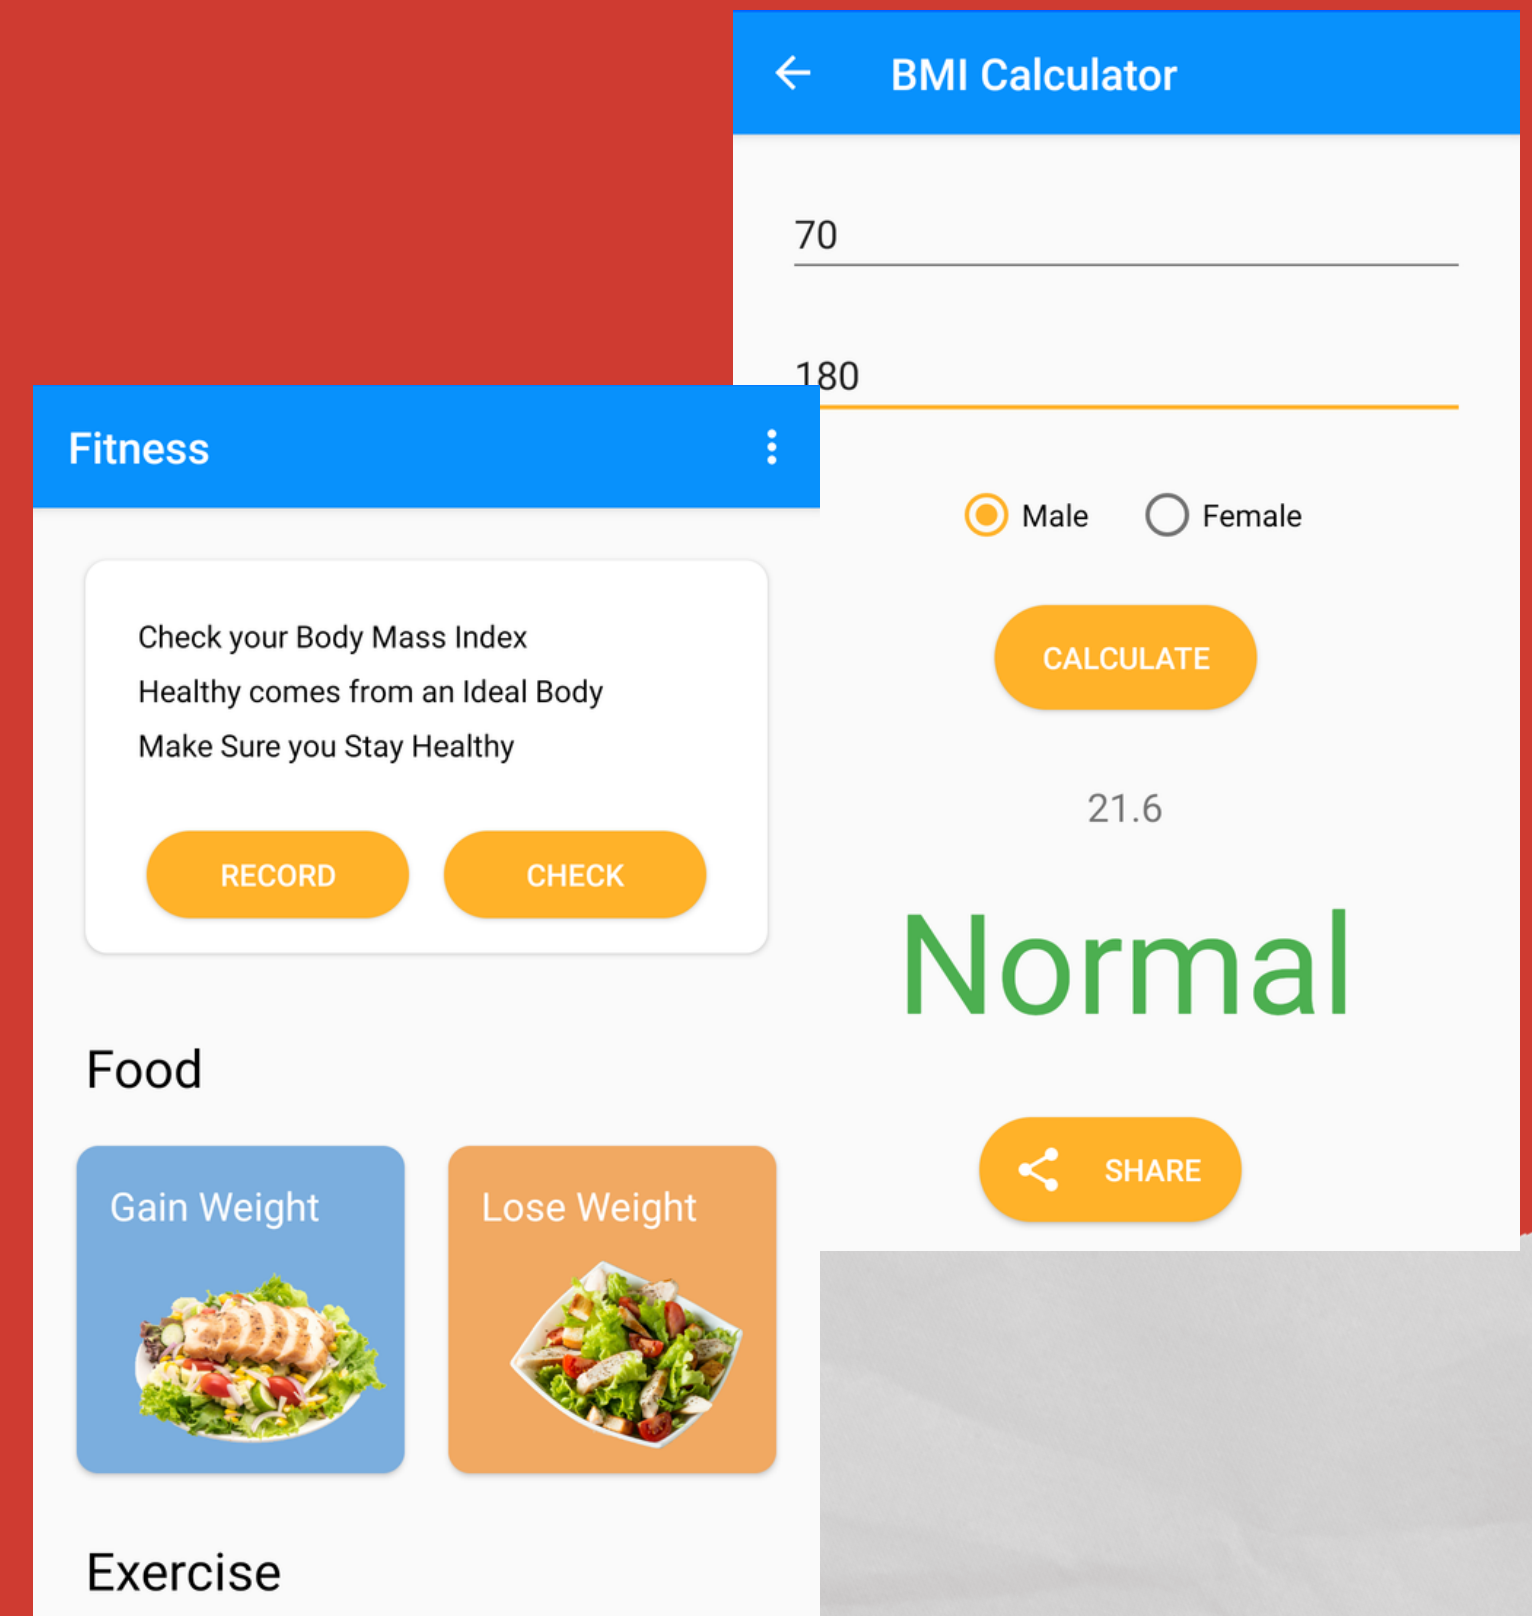 BMI Calculator
70
180
Male Female
CALCULATE
21.6
Normal
SHARE
Fitness
Check your Body Mass Index
Healthy comes from an Ideal Body
Make Sure you Stay Healthy
RECORD CHECK
Food
Gain Weight Lose Weight
Exercise